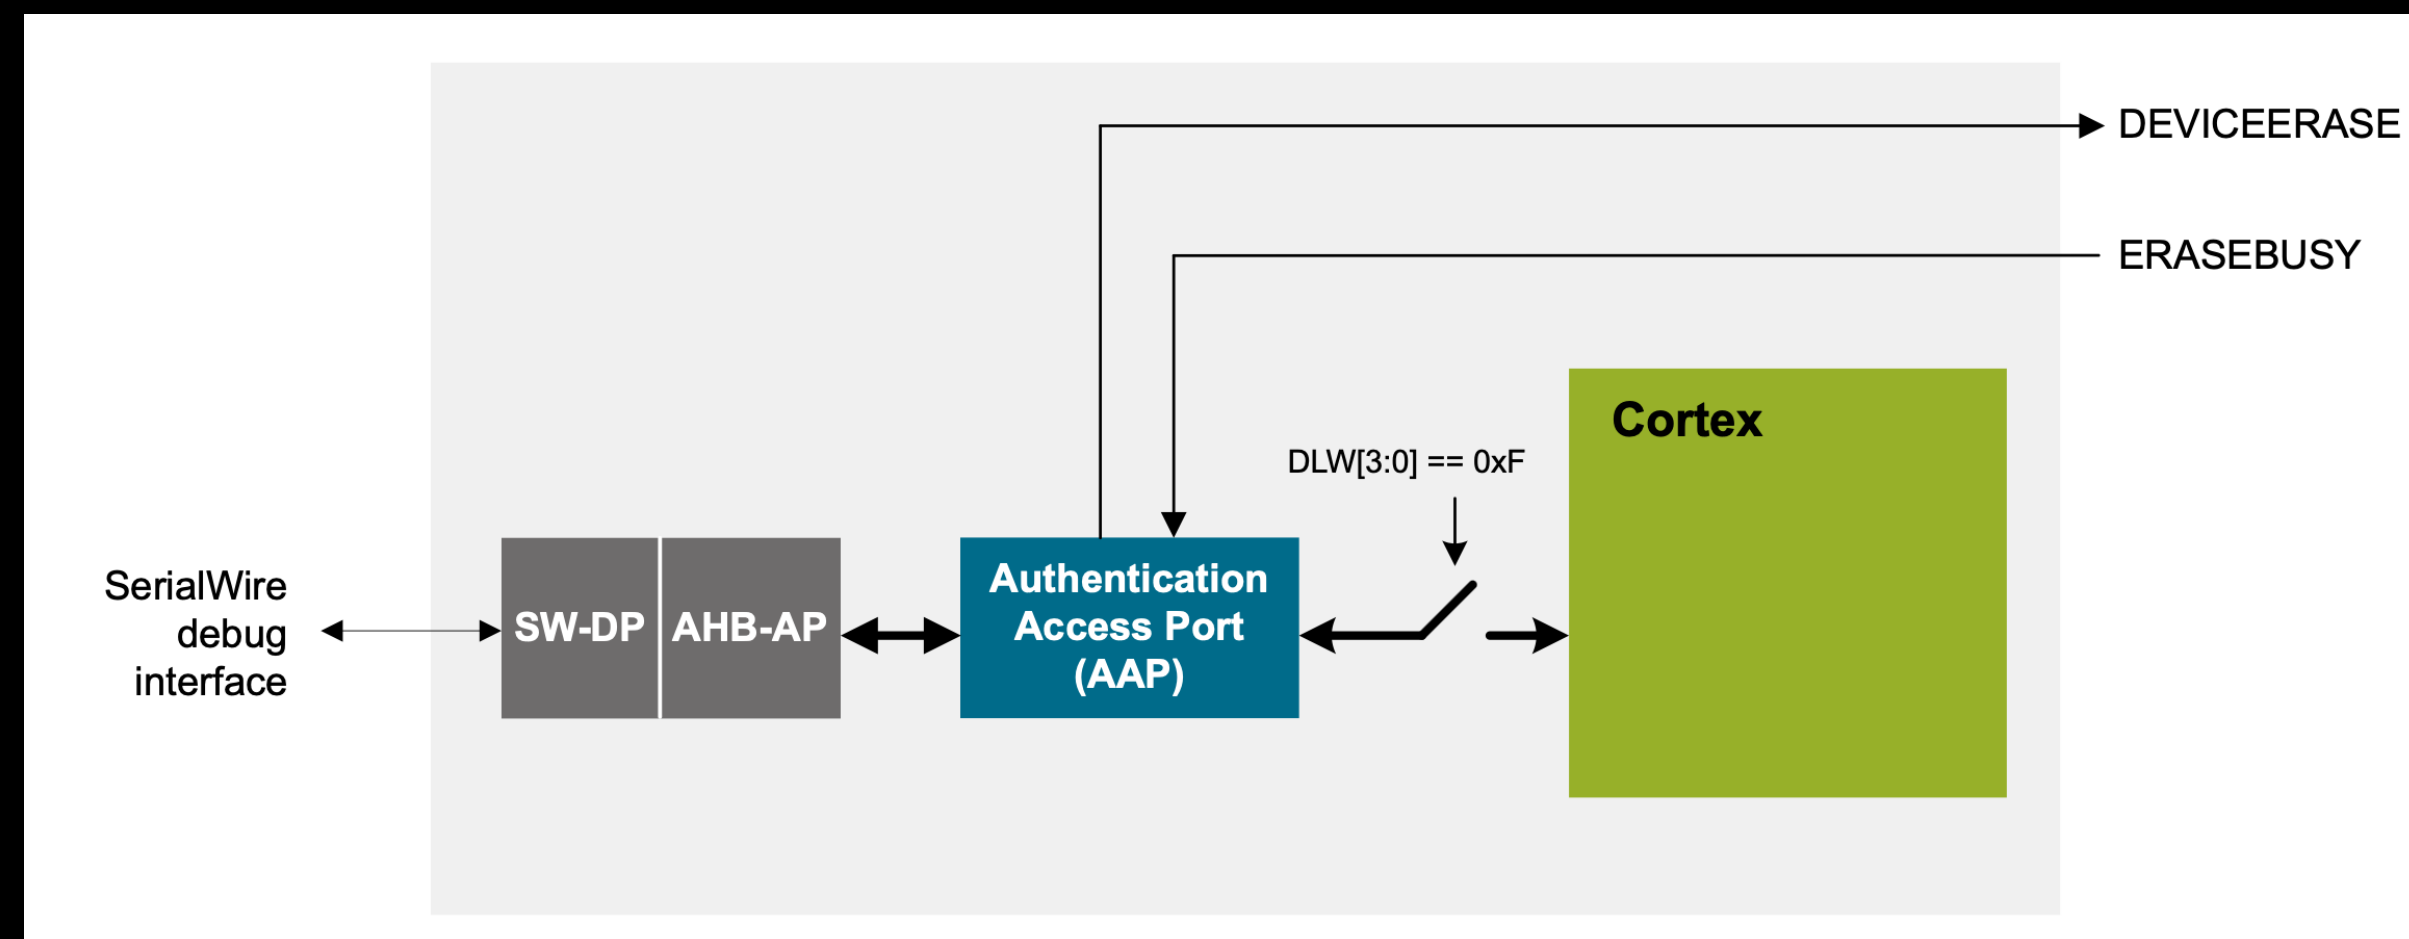 DEVICEERASE
ERASEBUSY
Cortex
DLW[3:0] == 0xF
SerialWire
debug
interface
SW-DP
AHB-AP
Authentication
Access Port
(AAP)